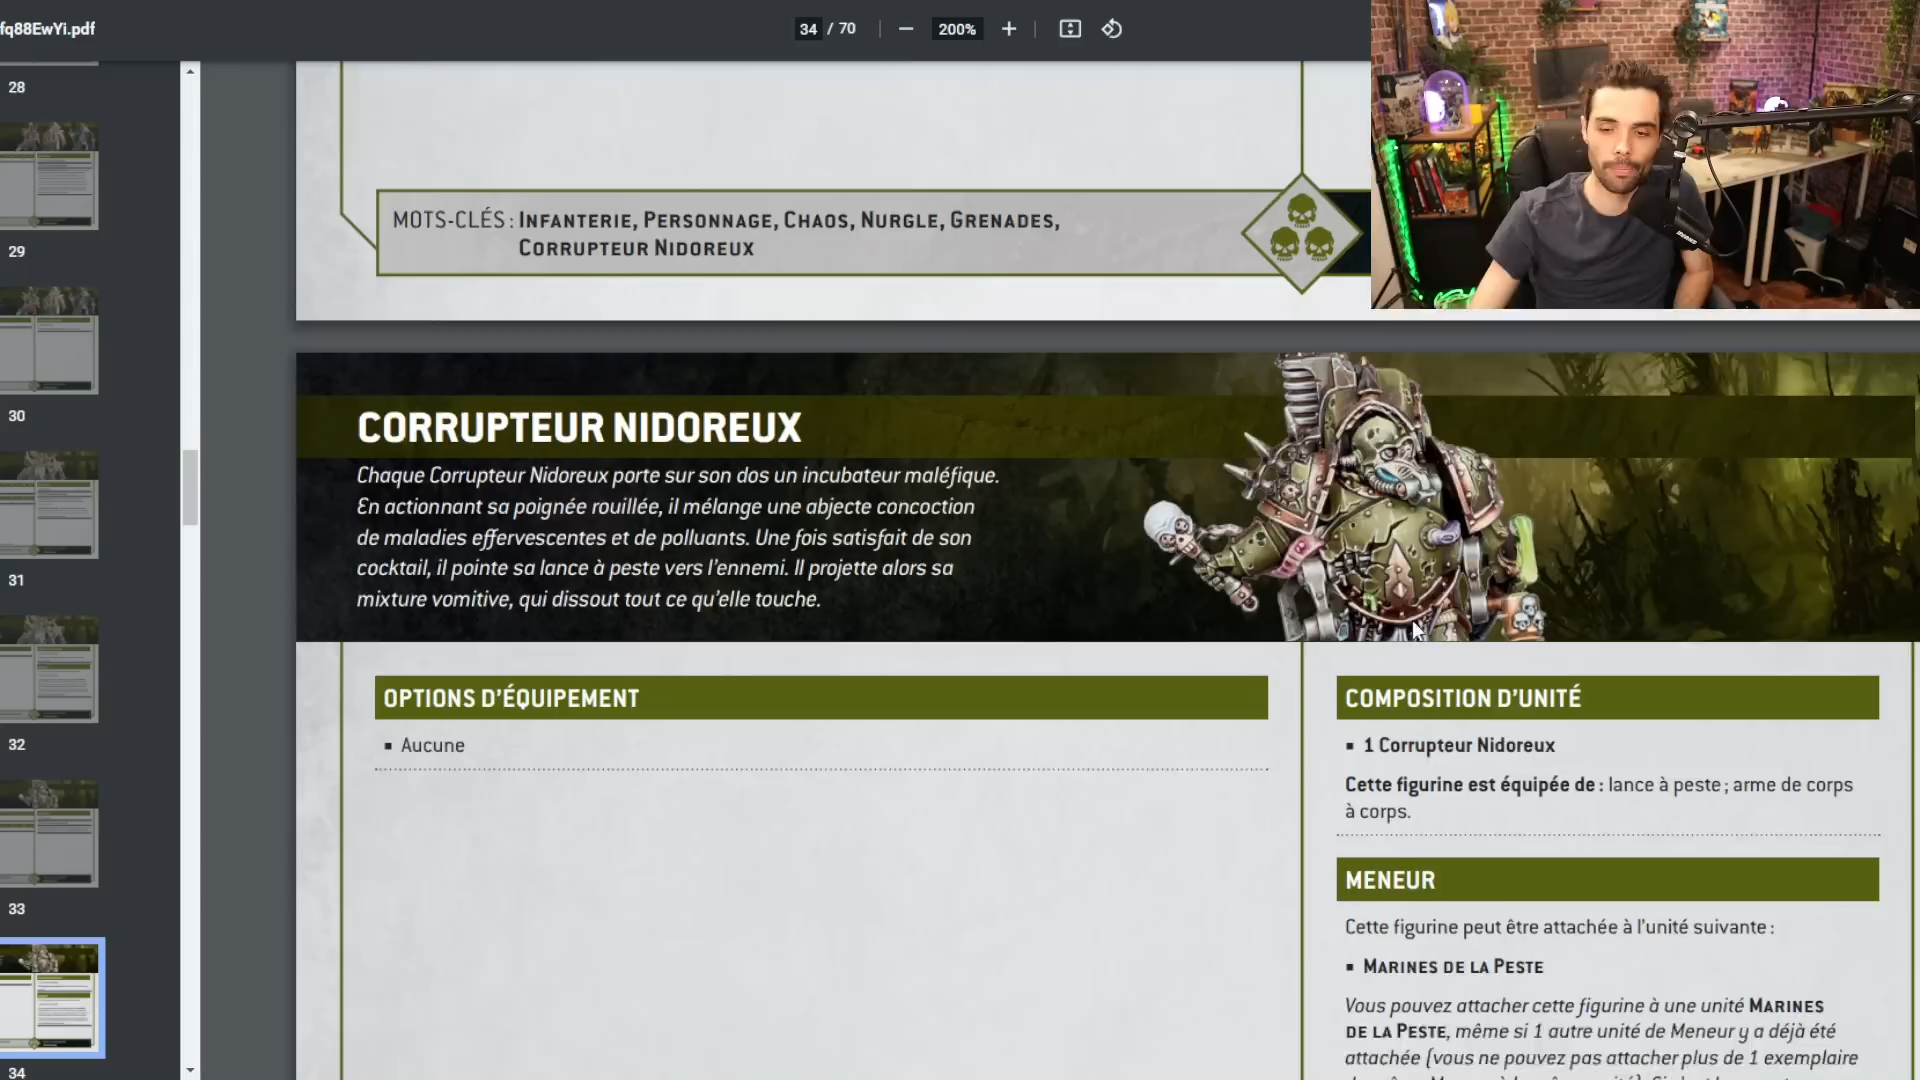 fq88EwYi.pdf
34 / 70
200%
28
29
30
31
32
33
34
MOTS-CLÉS : INFANTERIE, PERSONNAGE, CHAOS, NURGLE, GRENADES,
CORRUPTEUR NIDOREUX
CORRUPTEUR NIDOREUX
Chaque Corrupteur Nidoreux porte sur son dos un incubateur maléfique.
En actionnant sa poignée rouillée, il mélange une abjecte concoction
de maladies effervescentes et de polluants. Une fois satisfait de son
cocktail, il pointe sa lance à peste vers l'ennemi. Il projette alors sa
mixture vomitive, qui dissout tout ce qu'elle touche.
OPTIONS D'ÉQUIPEMENT
▪ Aucune
COMPOSITION D'UNITÉ
▪ 1 Corrupteur Nidoreux
Cette figurine est équipée de : lance à peste ; arme de corps
à corps.
MENEUR
Cette figurine peut être attachée à l'unité suivante :
▪ MARINES DE LA PESTE
Vous pouvez attacher cette figurine à une unité MARINES
DE LA PESTE, même si 1 autre unité de Meneur y a déjà été
attachée (vous ne pouvez pas attacher plus de 1 exemplaire